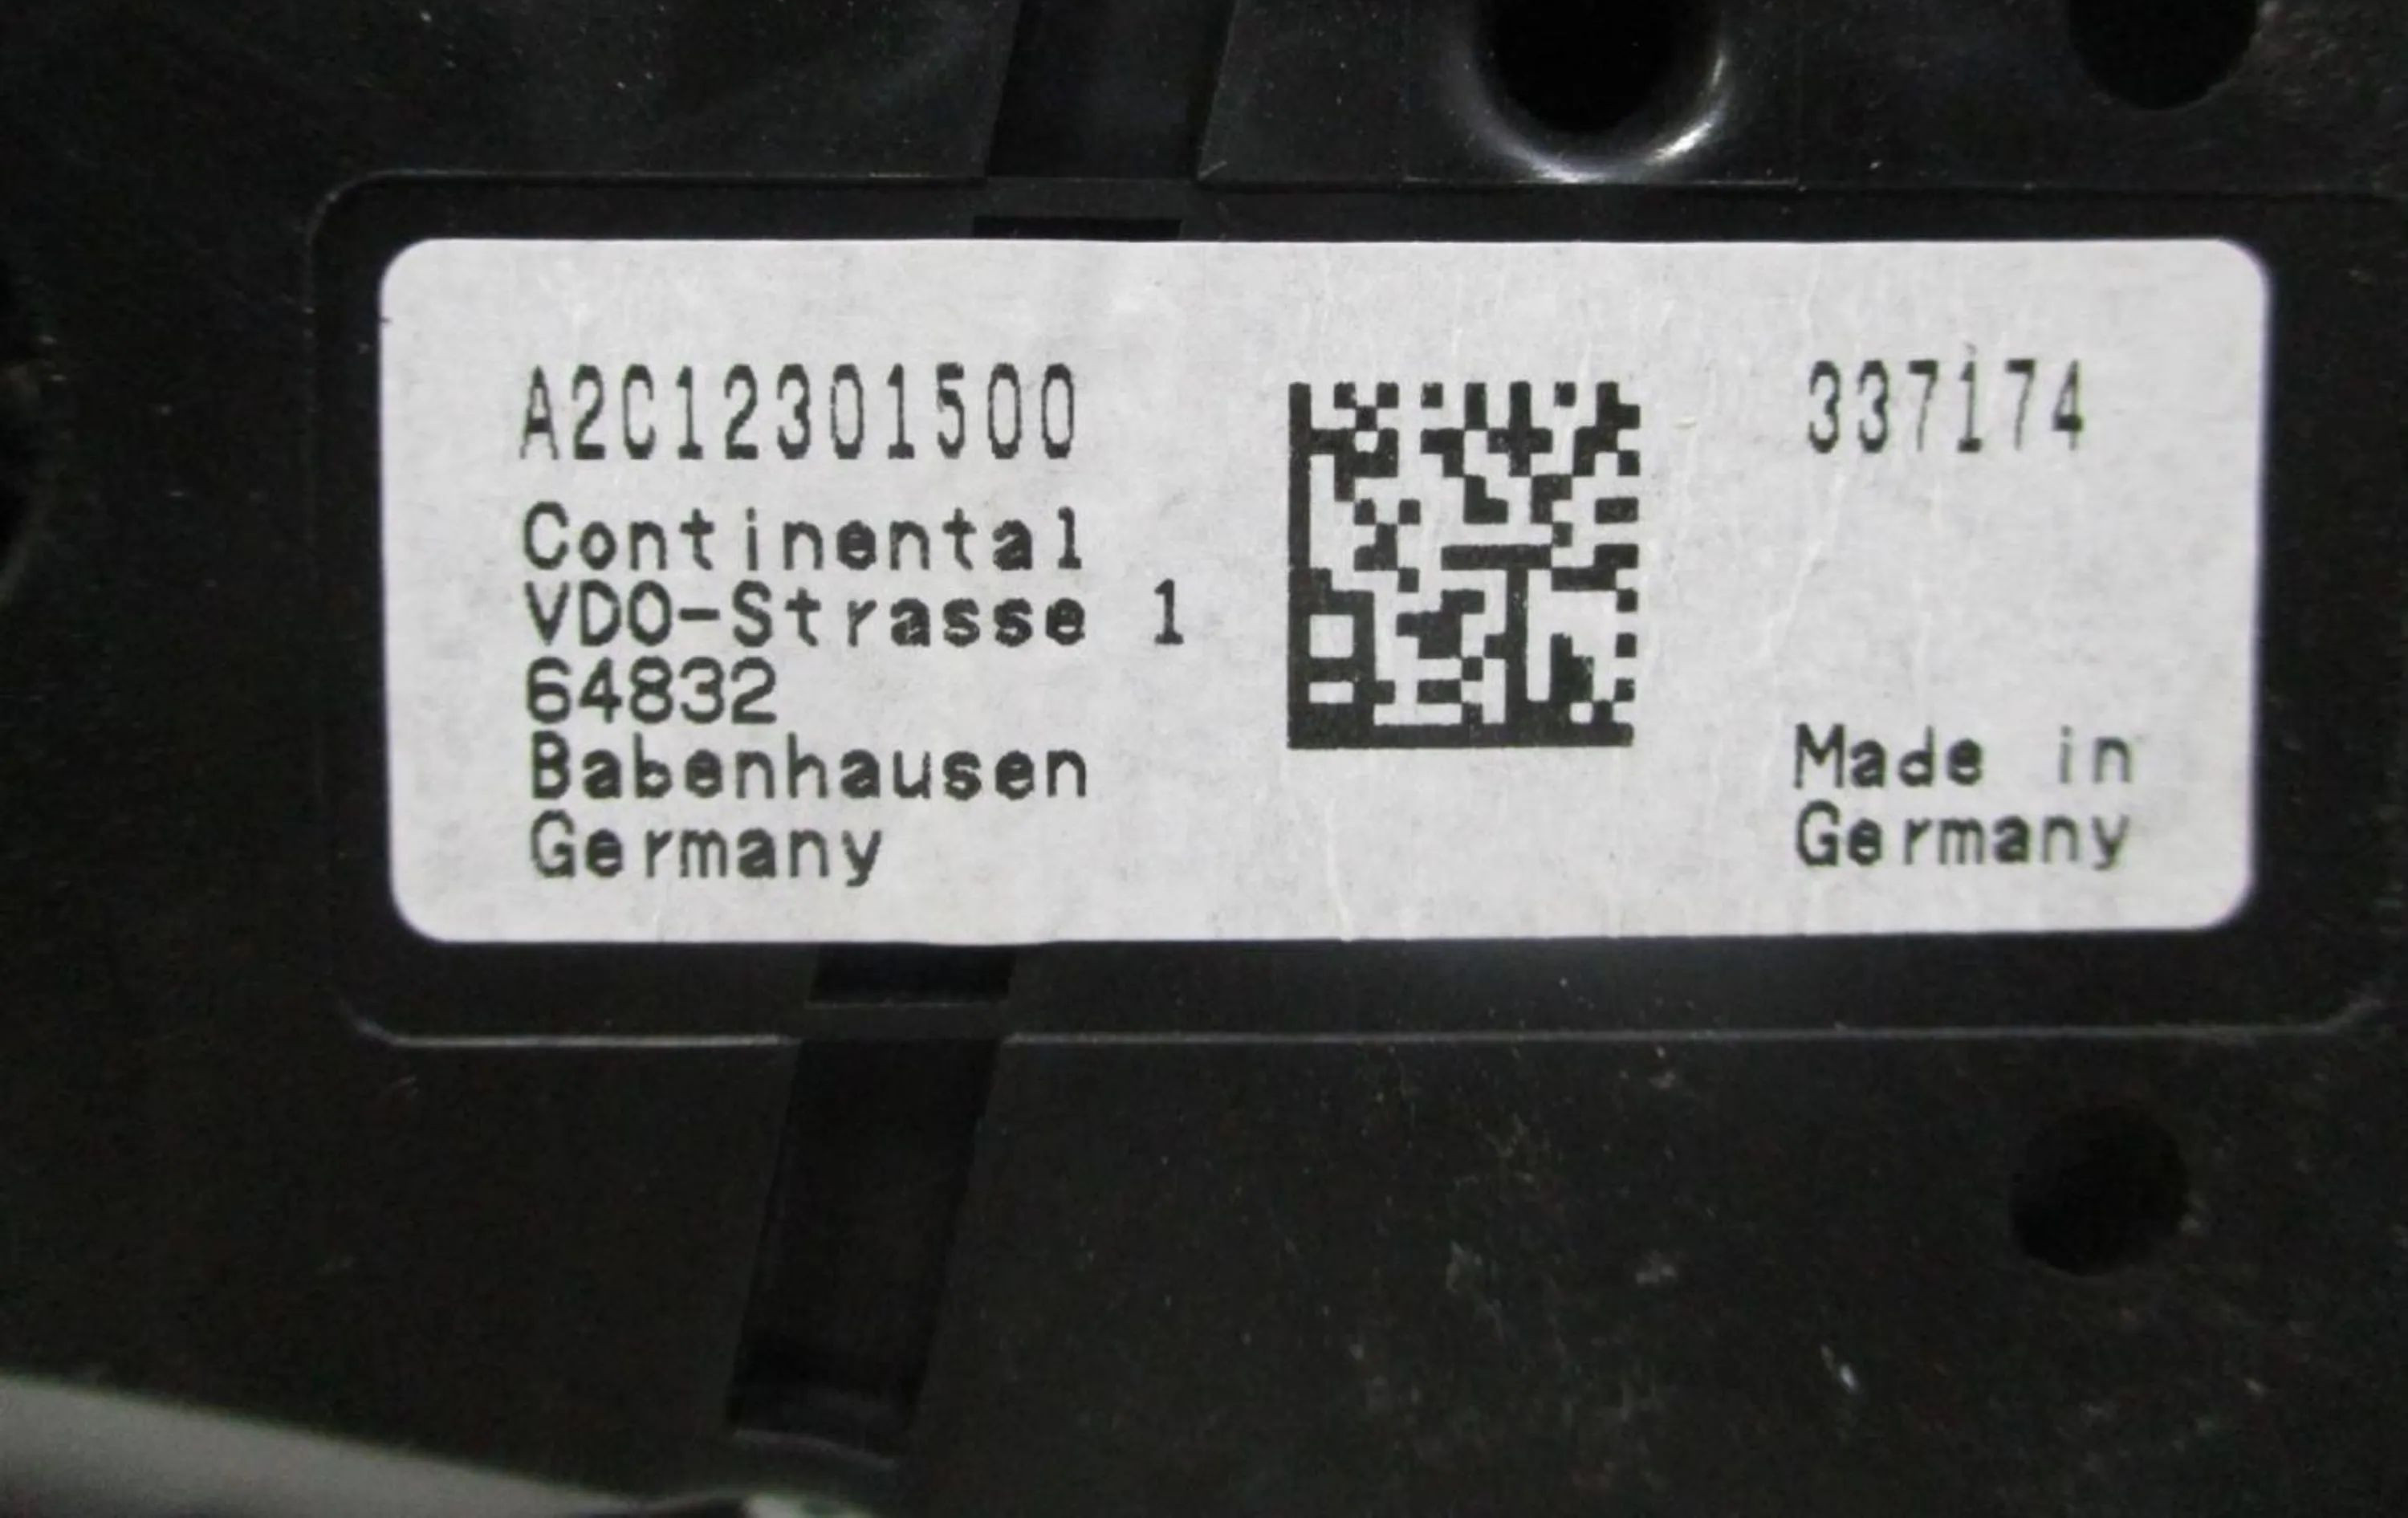 A2C12301500
Continental
VDO-Strasse 1
64832
Babenhausen
Germany
337174
Made in
Germany